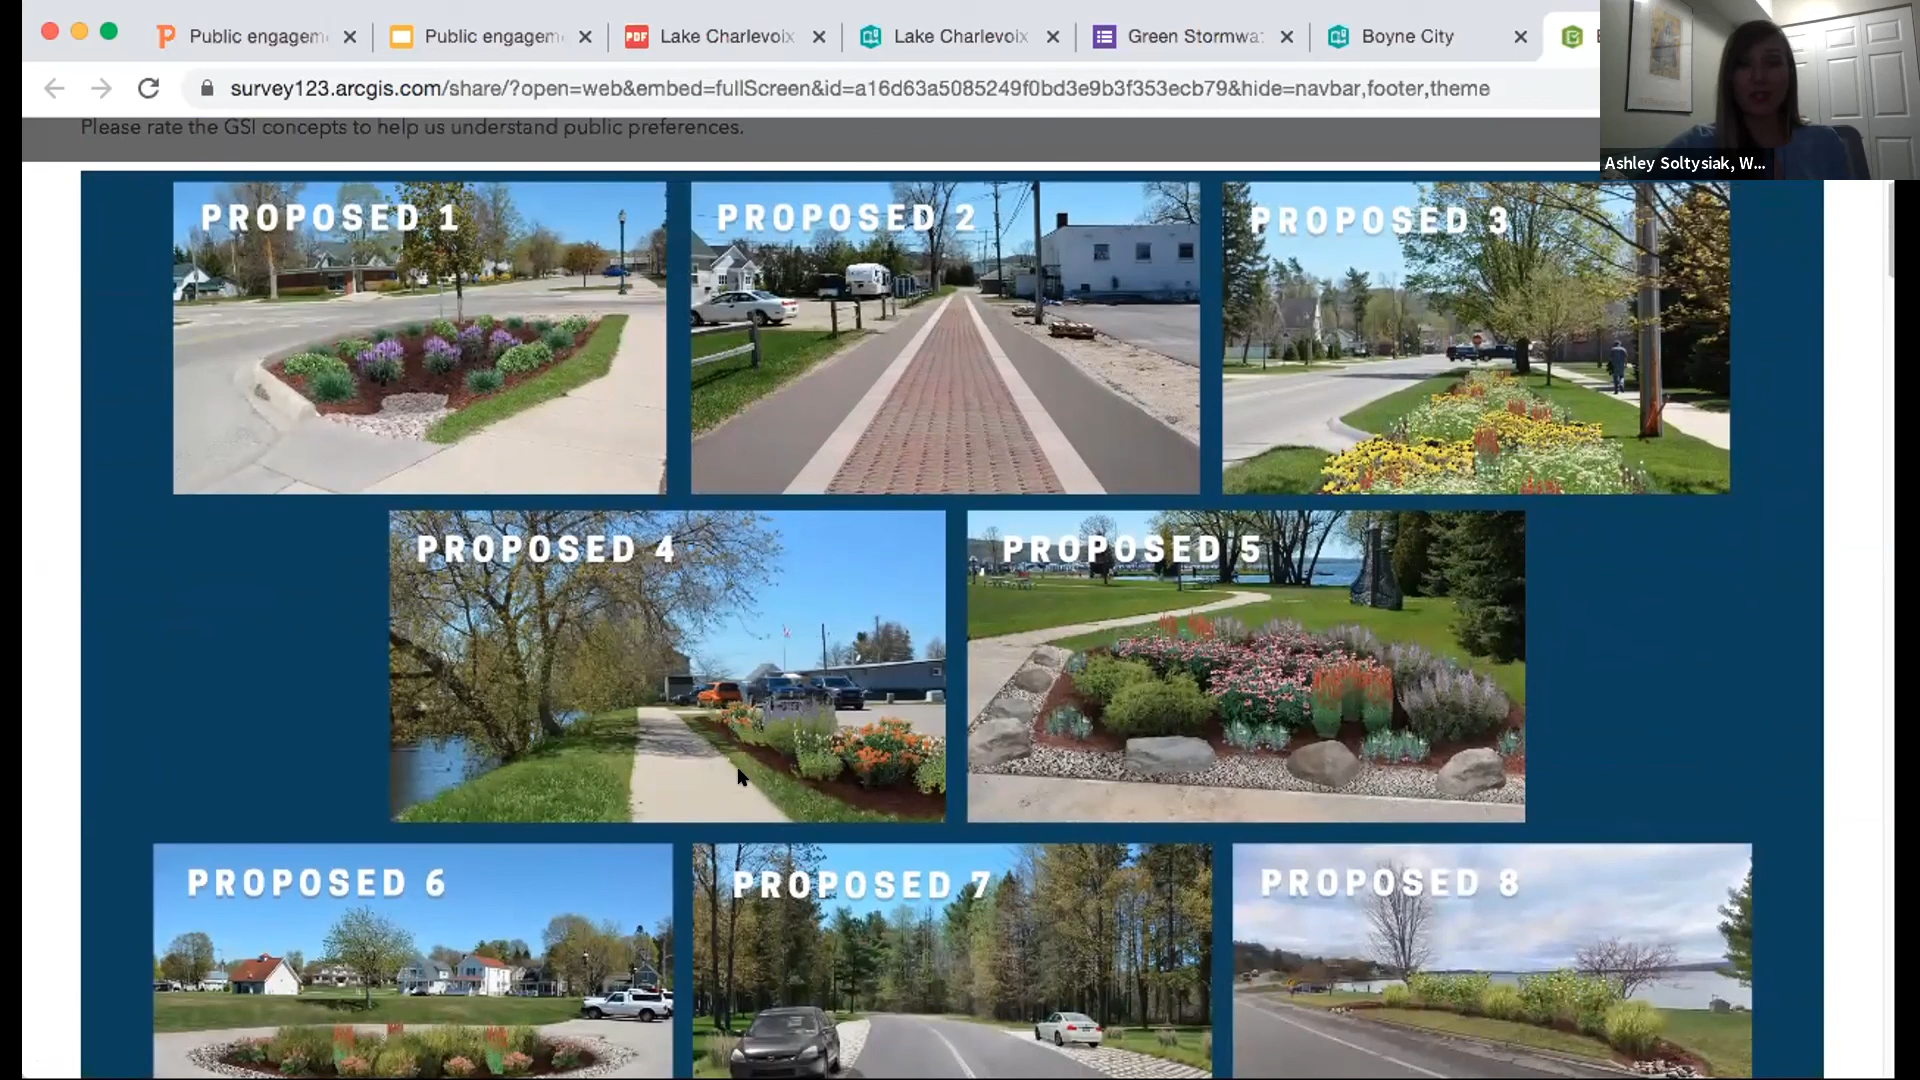 Public engagem
Public engagem
PDF
Lake Charlevoix
Lake Charlevoix
Green Stormwa
Boyne City
survey123.arcgis.com/share/?open=web&embed=fullScreen&id=a16d63a5085249f0bd3e9b3f353ecb79&hide=navbar,footer,theme
Ashley Soltysiak, W...
Please rate the GSI concepts to help us understand public preferences.
PROPOSED 1
PROPOSED 2
PROPOSED 3
PROPOSED 4
PROPOSED 5
PROPOSED 6
PROPOSED 7
PROPOSED 8